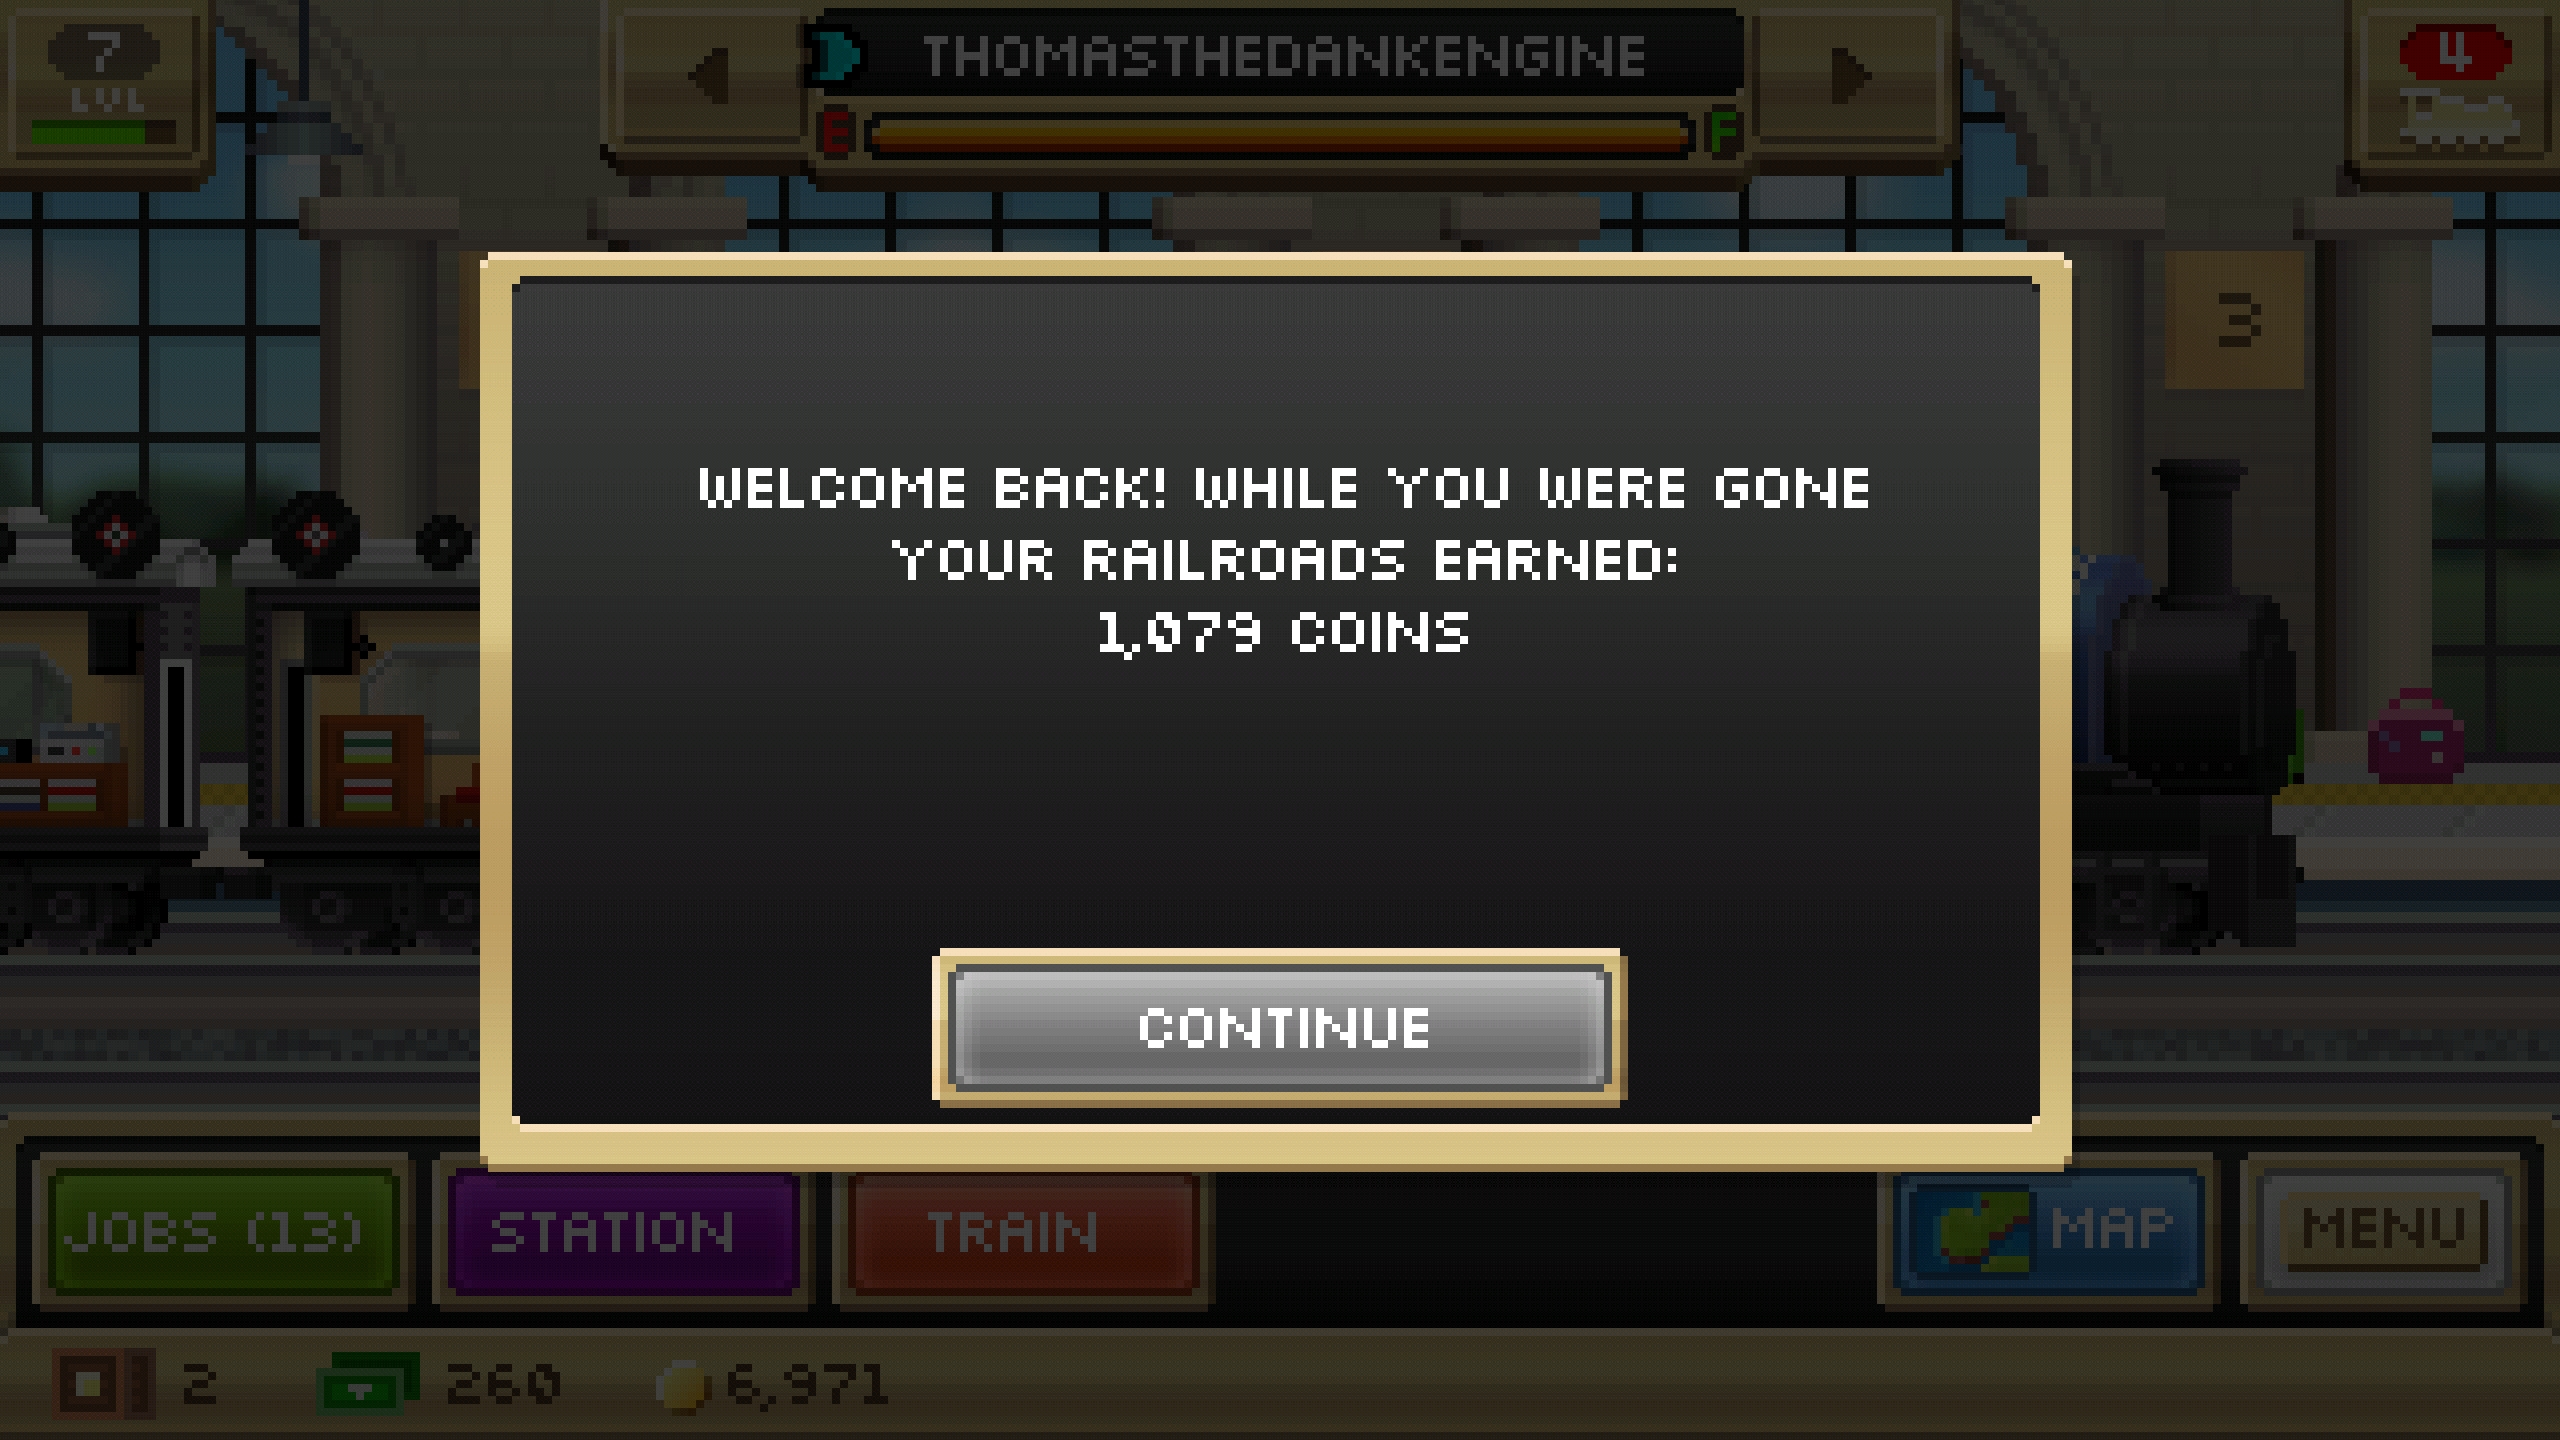 7
LVL
THOMASTHEDANKENGINE
E F
4
3
WELCOME BACK! WHILE YOU WERE GONE
YOUR RAILROADS EARNED:
1,079 COINS
CONTINUE
JOBS (13)
STATION
TRAIN
MAP
MENU
2
260
6,971